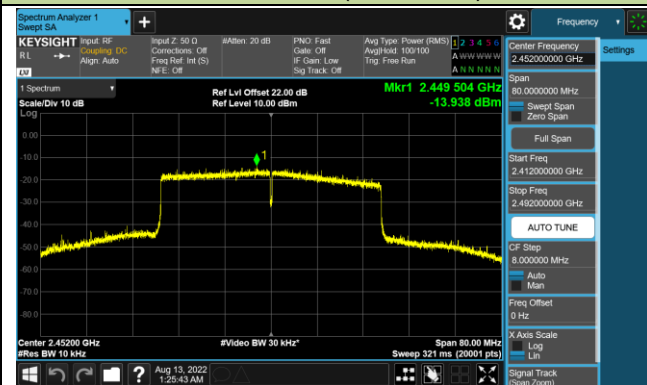 Spectrum Analyzer 1
Swept SA
Frequency
KEYSIGHT
RL
LXI
Input: RF
Coupling: DC
Align: Auto
Input Z: 50 Ω
Corrections: Off
Freq Ref: Int (S)
NFE: Off
#Atten: 20 dB
PNO: Fast
Gate: Off
IF Gain: Low
Sig Track: Off
Avg Type: Power (RMS)
Avg|Hold: 100/100
Trig: Free Run
1 2 3 4 5 6
A W W W W W
A N N N N N
1 Spectrum
Scale/Div 10 dB
Log
Ref Lvl Offset 22.00 dB
Ref Level 10.00 dBm
Mkr1 2.449 504 GHz
-13.938 dBm
1
0.00
-10.0
-20.0
-30.0
-40.0
-50.0
-60.0
-70.0
-80.0
Center 2.45200 GHz
#Res BW 10 kHz
#Video BW 30 kHz*
Span 80.00 MHz
Sweep 321 ms (20001 pts)
Center Frequency
2.452000000 GHz
Settings
Span
80.0000000 MHz
Swept Span
Zero Span
Full Span
Start Freq
2.412000000 GHz
Stop Freq
2.492000000 GHz
AUTO TUNE
CF Step
8.000000 MHz
Auto
Man
Freq Offset
0 Hz
X Axis Scale
Log
Lin
Signal Track
(Span Zoom)
Aug 13, 2022
1:25:43 AM